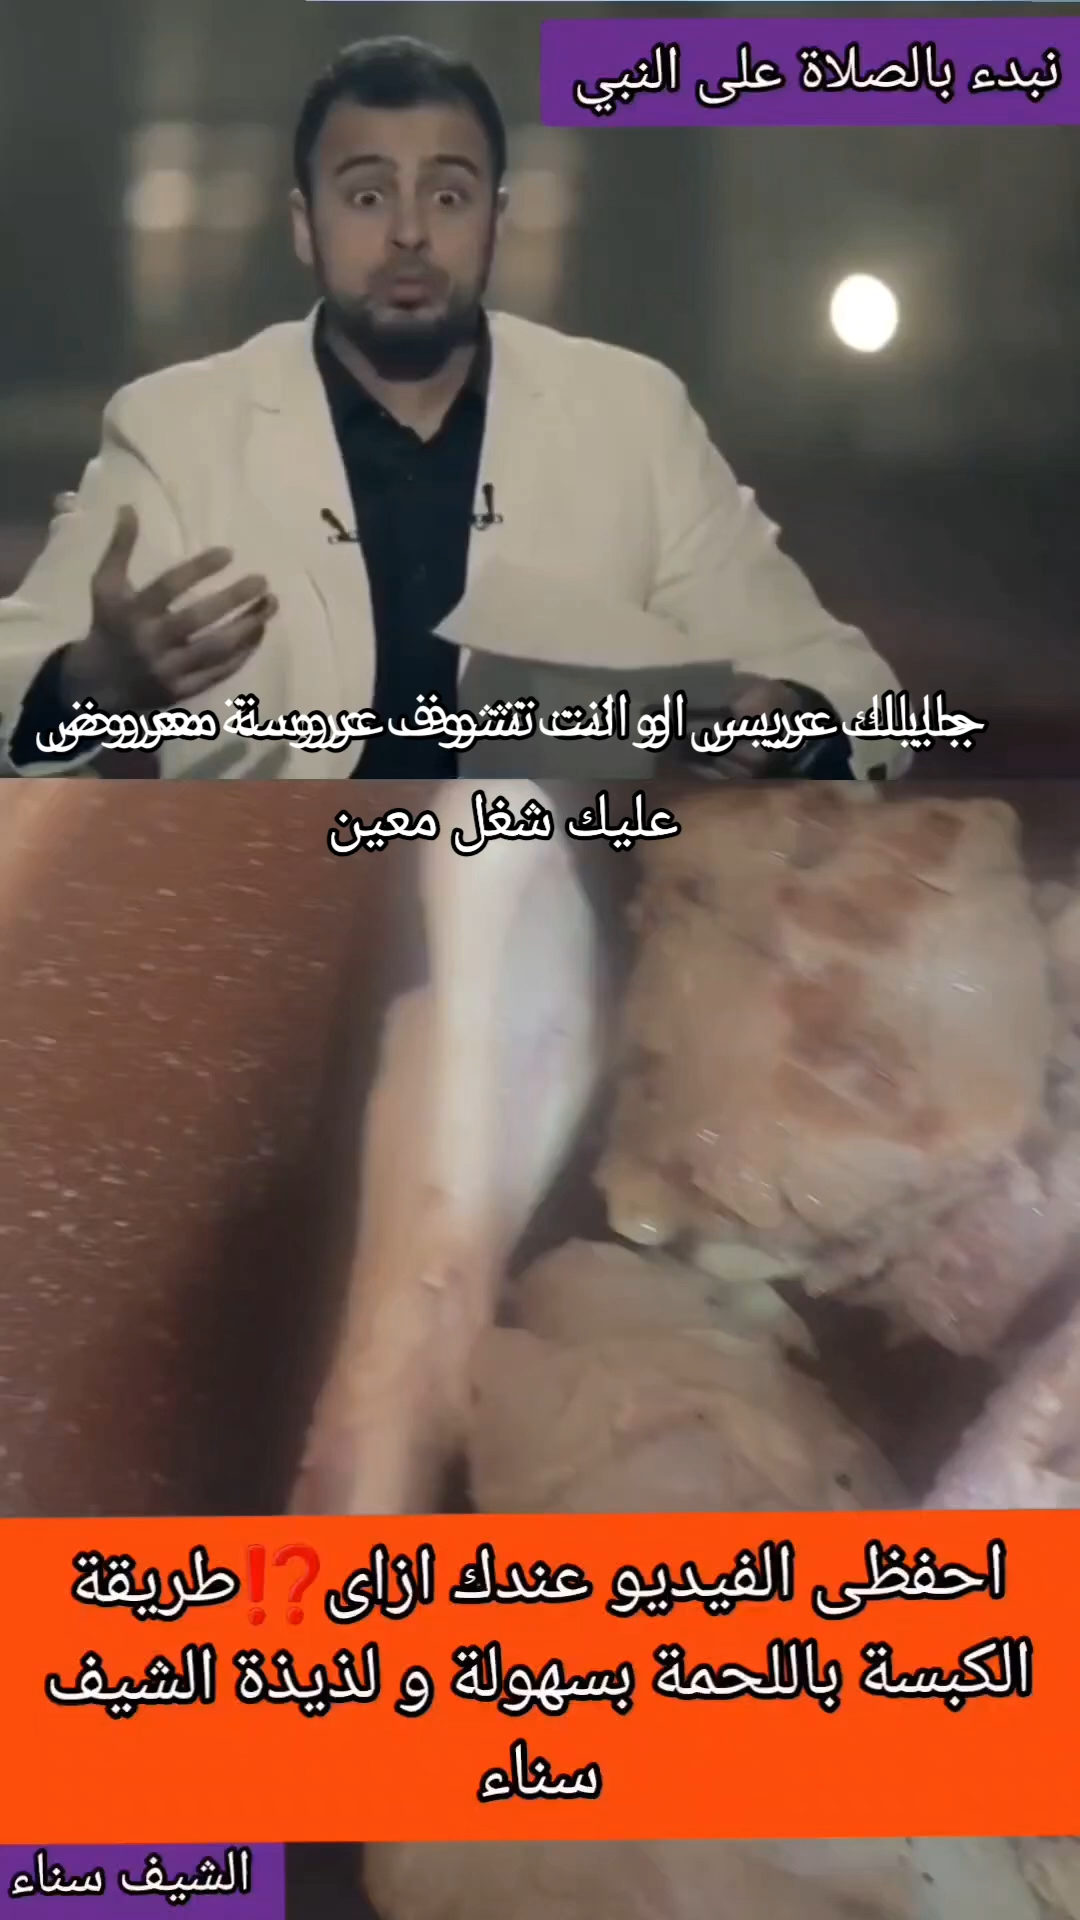 نبدء بالصلاة على النبي
جايلك عريس او انت تشوف عروسة معروض
عليك شغل معين
احفظى الفيديو عندك ازاى⁉️طريقة
الكبسة باللحمة بسهولة و لذيذة الشيف
سناء
الشيف سناء